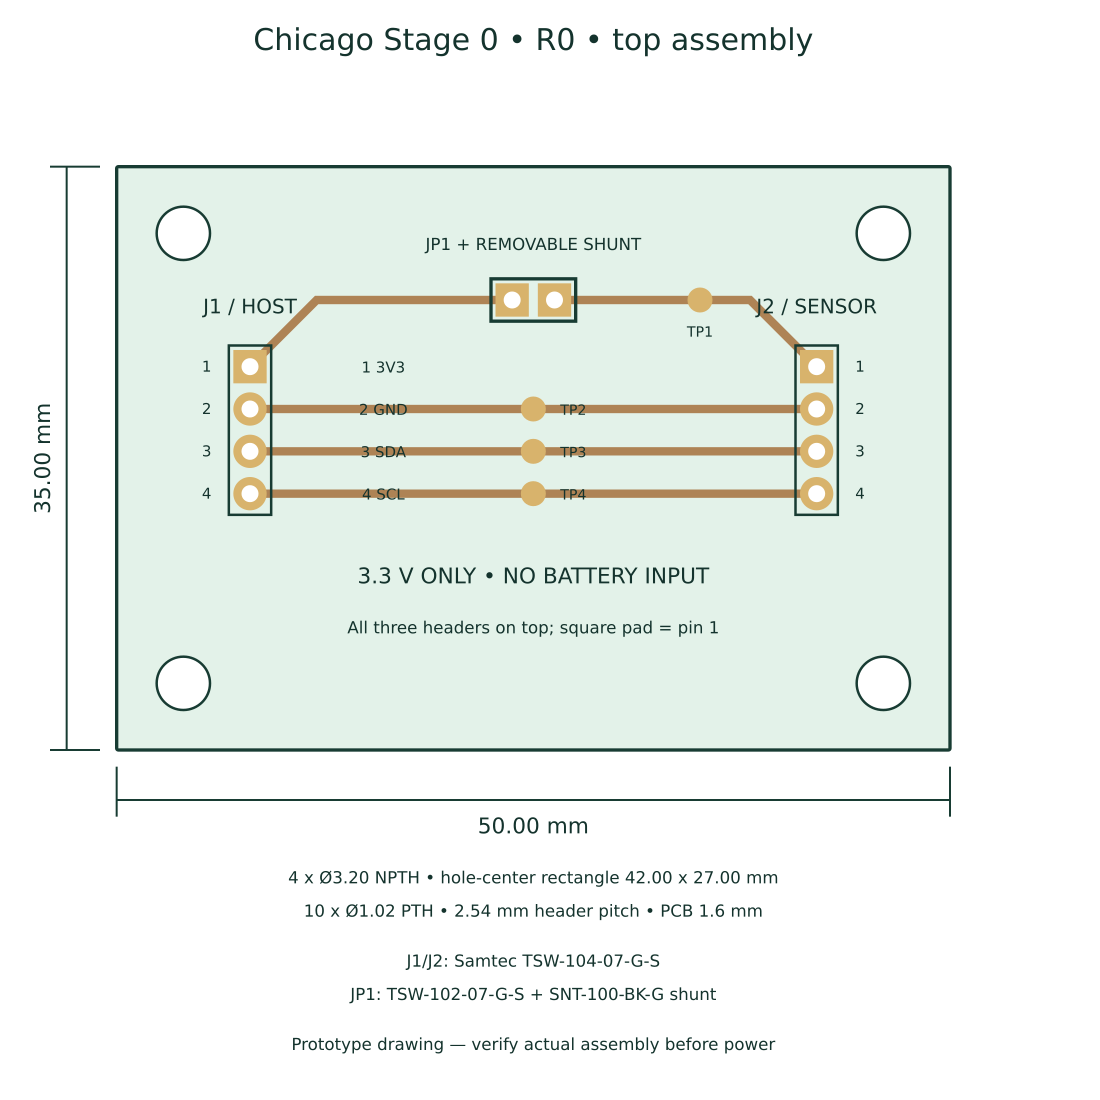 Chicago Stage 0 • R0 • top assembly
JP1 + REMOVABLE SHUNT
J1 / HOST
J2 / SENSOR
TP1
1
1 3V3
1
2
2 GND
TP2
2
3
3 SDA
TP3
3
4
4 SCL
TP4
4
35.00 mm
3.3 V ONLY • NO BATTERY INPUT
All three headers on top; square pad = pin 1
50.00 mm
4 x Ø3.20 NPTH • hole-center rectangle 42.00 x 27.00 mm
10 x Ø1.02 PTH • 2.54 mm header pitch • PCB 1.6 mm
J1/J2: Samtec TSW-104-07-G-S
JP1: TSW-102-07-G-S + SNT-100-BK-G shunt
Prototype drawing — verify actual assembly before power